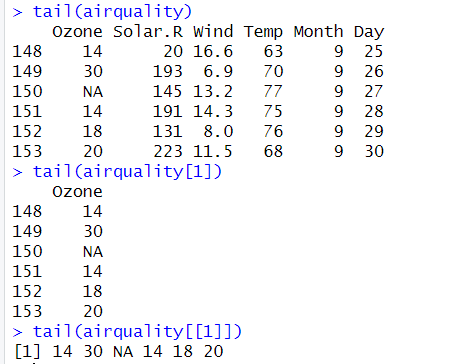 > tail(airquality)
    Ozone Solar.R Wind Temp Month Day
148    14      20 16.6   63     9  25
149    30     193  6.9   70     9  26
150    NA     145 13.2   77     9  27
151    14     191 14.3   75     9  28
152    18     131  8.0   76     9  29
153    20     223 11.5   68     9  30
> tail(airquality[1])
    Ozone
148    14
149    30
150    NA
151    14
152    18
153    20
> tail(airquality[[1]])
[1] 14 30 NA 14 18 20